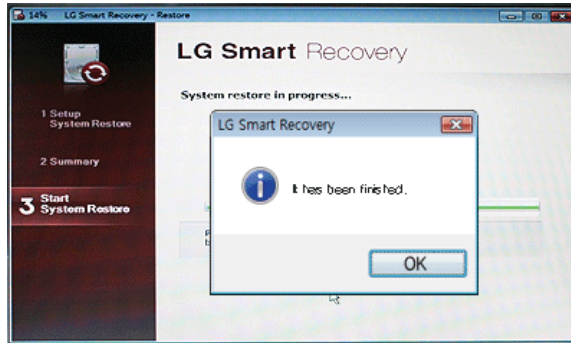 14% LG Smart Recovery - Restore
LG Smart Recovery
System restore in progress...
1 Setup
System Restore
2 Summary
3 Start
System Restore
LG Smart Recovery
It has been finished.
OK